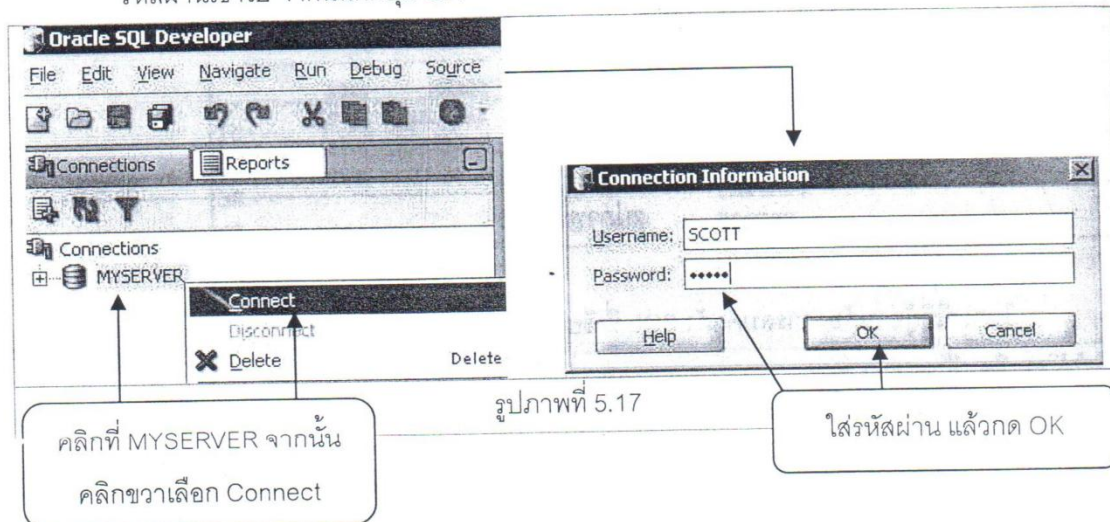 Oracle SQL Developer
File Edit View Navigate Run Debug Source
Connections Reports
Connections
MYSERVER
Connect
Disconnect
Delete Delete
Connection Information
Username: SCOTT
Password: •••••
Help OK Cancel
รูปภาพที่ 5.17
คลิกที่ MYSERVER จากนั้น
คลิกขวาเลือก Connect
ใส่รหัสผ่าน แล้วกด OK